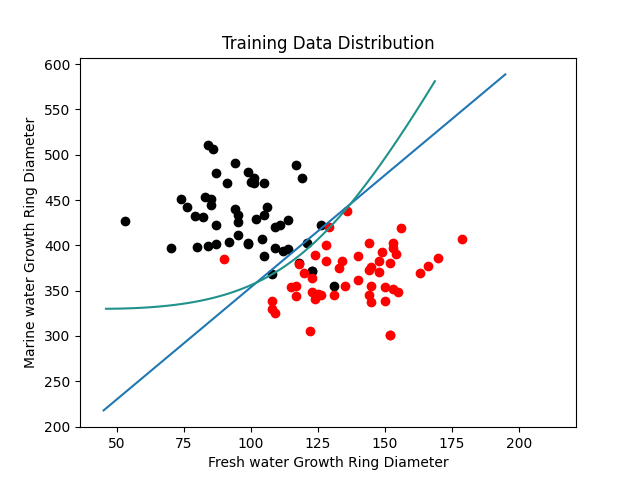 Training Data Distribution
600
550
500
450
400
350
300
250
200
Marine water Growth Ring Diameter
50 75 100 125 150 175 200
Fresh water Growth Ring Diameter